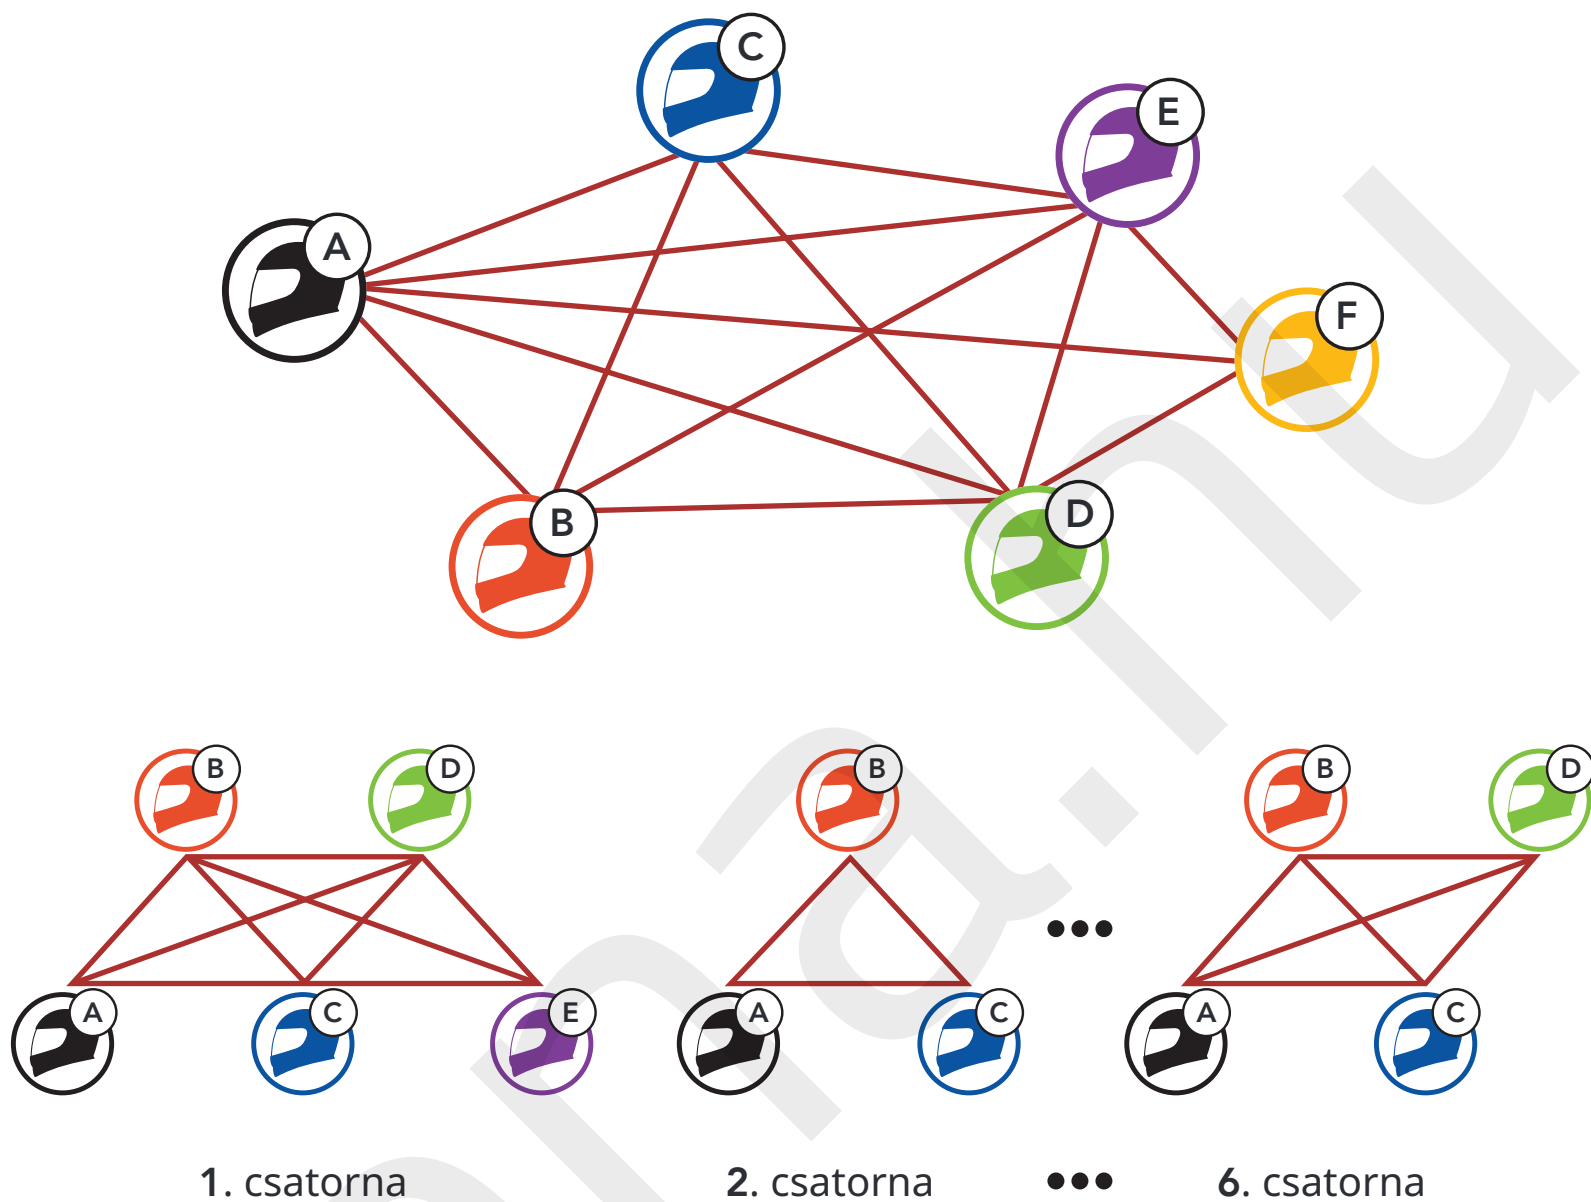 C
E
A
F
B
D
B D B B D
A C E A C A C
1. csatorna 2. csatorna ••• 6. csatorna